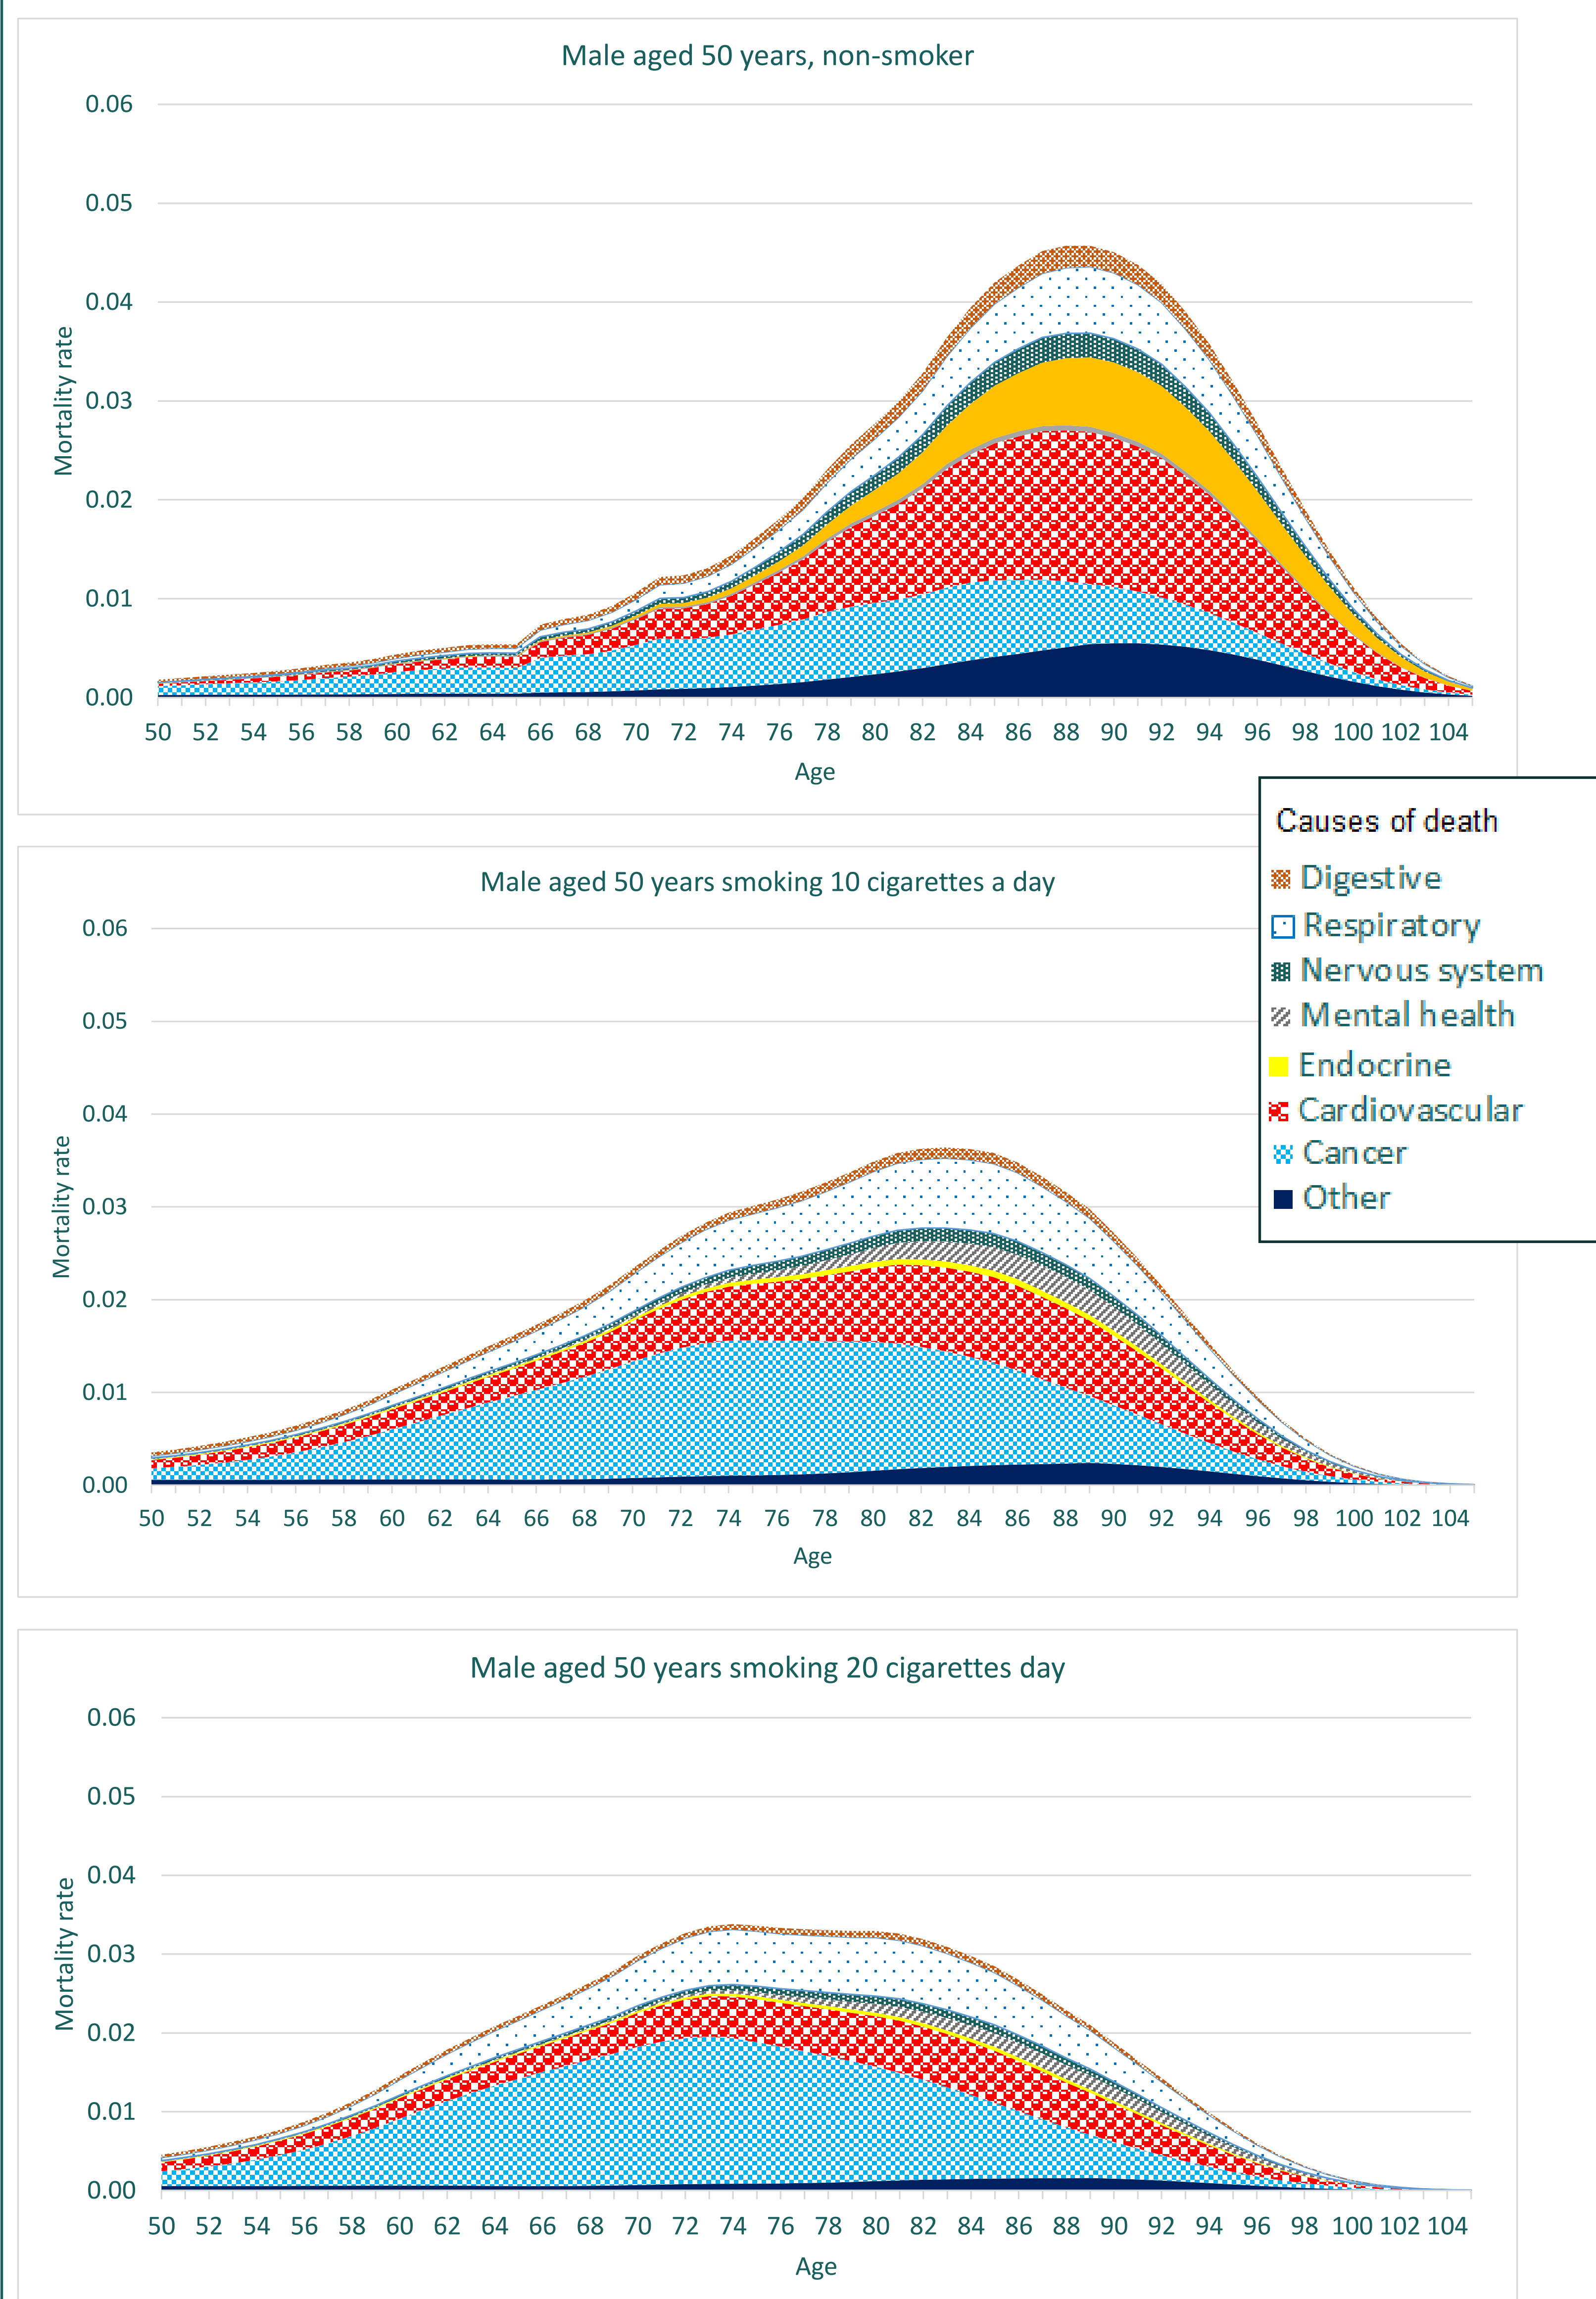 Male aged 50 years, non-smoker
0.06
0.05
0.04
0.03
0.02
0.01
0.00
Mortality rate
50 52 54 56 58 60 62 64 66 68 70 72 74 76 78 80 82 84 86 88 90 92 94 96 98 100 102 104
Age
Causes of death
Digestive
Respiratory
Nervous system
Mental health
Endocrine
Cardiovascular
Cancer
Other
Male aged 50 years smoking 10 cigarettes a day
0.06
0.05
0.04
0.03
0.02
0.01
0.00
Mortality rate
50 52 54 56 58 60 62 64 66 68 70 72 74 76 78 80 82 84 86 88 90 92 94 96 98 100 102 104
Age
Male aged 50 years smoking 20 cigarettes day
0.06
0.05
0.04
0.03
0.02
0.01
0.00
Mortality rate
50 52 54 56 58 60 62 64 66 68 70 72 74 76 78 80 82 84 86 88 90 92 94 96 98 100 102 104
Age